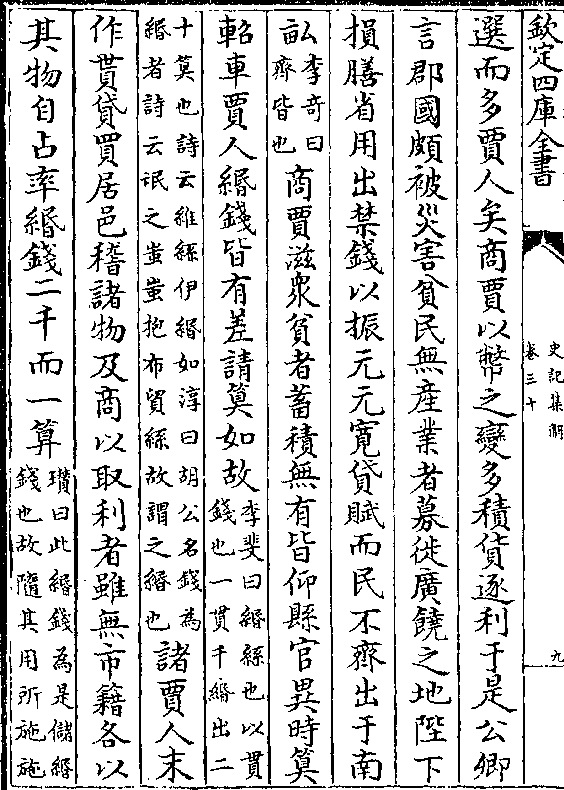 欽定四庫全書
史記集解
卷三十
九
選而多賈人矣商賈以幣之變多積貨逐利于是公卿
言郡國頗被災害貧民無産業者募徙廣饒之地陛下
損膳省用出禁錢以振元元寛貸賦而民不齊出于南
畝李竒曰
齊皆也商賈滋衆貧者蓄積無有皆仰縣官異時算
軺車賈人緡錢皆有差請算如故李斐曰緡絲也以貫
錢也一貫千緡出二
十算也詩云維絲伊緡如淳曰胡公名錢為
緡者詩云氓之蚩蚩抱布貿絲故謂之緡也諸賈人末
作貰貸買居邑稽諸物及商以取利者雖無市籍各以
其物自占率緡錢二千而一算瓚曰此緡錢為是儲緡
錢也故隨其用所施施